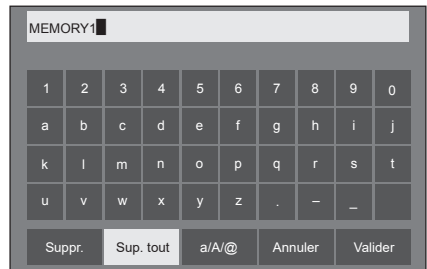 MEMORY1
1 2 3 4 5 6 7 8 9 0
a b c d e f g h i j
k l m n o p q r s t
u v w x y z . – _
Suppr. Sup. tout a/A/@ Annuler Valider